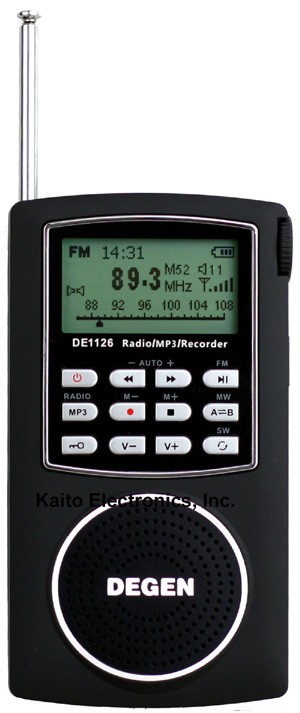 FM 14:31
89.3 MHz M52 11
88 92 96 100 104 108
DE1126 Radio/MP3/Recorder
− AUTO + FM
RADIO M− M+ MW
MP3 A⇌B
SW
V− V+
Kaito Electronics, Inc.
DEGEN